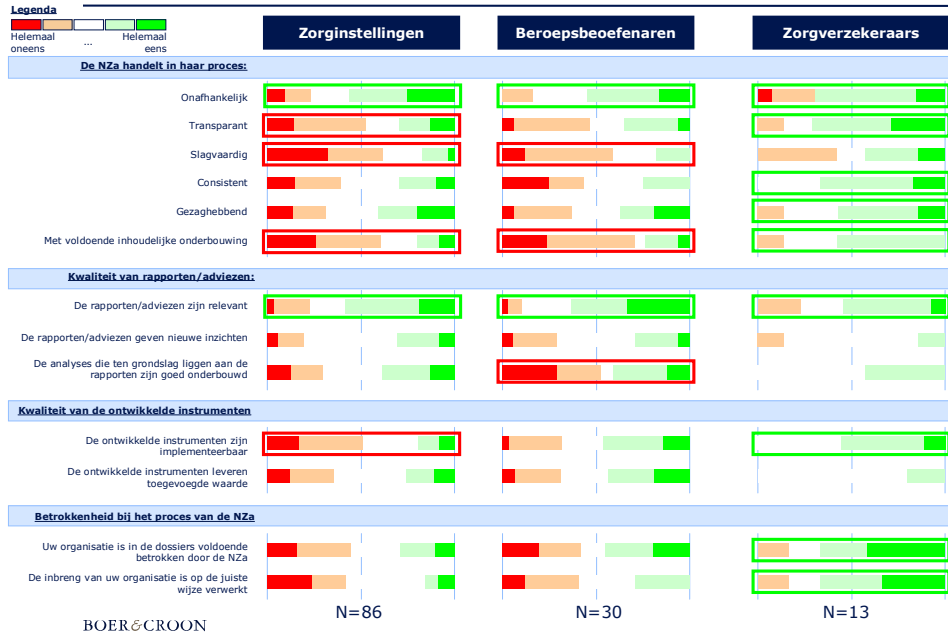 Legenda
Helemaal oneens
...
Helemaal eens
Zorginstellingen
Beroepsbeoefenaren
Zorgverzekeraars
De NZa handelt in haar proces:
Onafhankelijk
Transparant
Slagvaardig
Consistent
Gezaghebbend
Met voldoende inhoudelijke onderbouwing
Kwaliteit van rapporten/adviezen:
De rapporten/adviezen zijn relevant
De rapporten/adviezen geven nieuwe inzichten
De analyses die ten grondslag liggen aan de
rapporten zijn goed onderbouwd
Kwaliteit van de ontwikkelde instrumenten
De ontwikkelde instrumenten zijn
implementeerbaar
De ontwikkelde instrumenten leveren
toegevoegde waarde
Betrokkenheid bij het proces van de NZa
Uw organisatie is in de dossiers voldoende
betrokken door de NZa
De inbreng van uw organisatie is op de juiste
wijze verwerkt
N=86
N=30
N=13
BOER&CROON